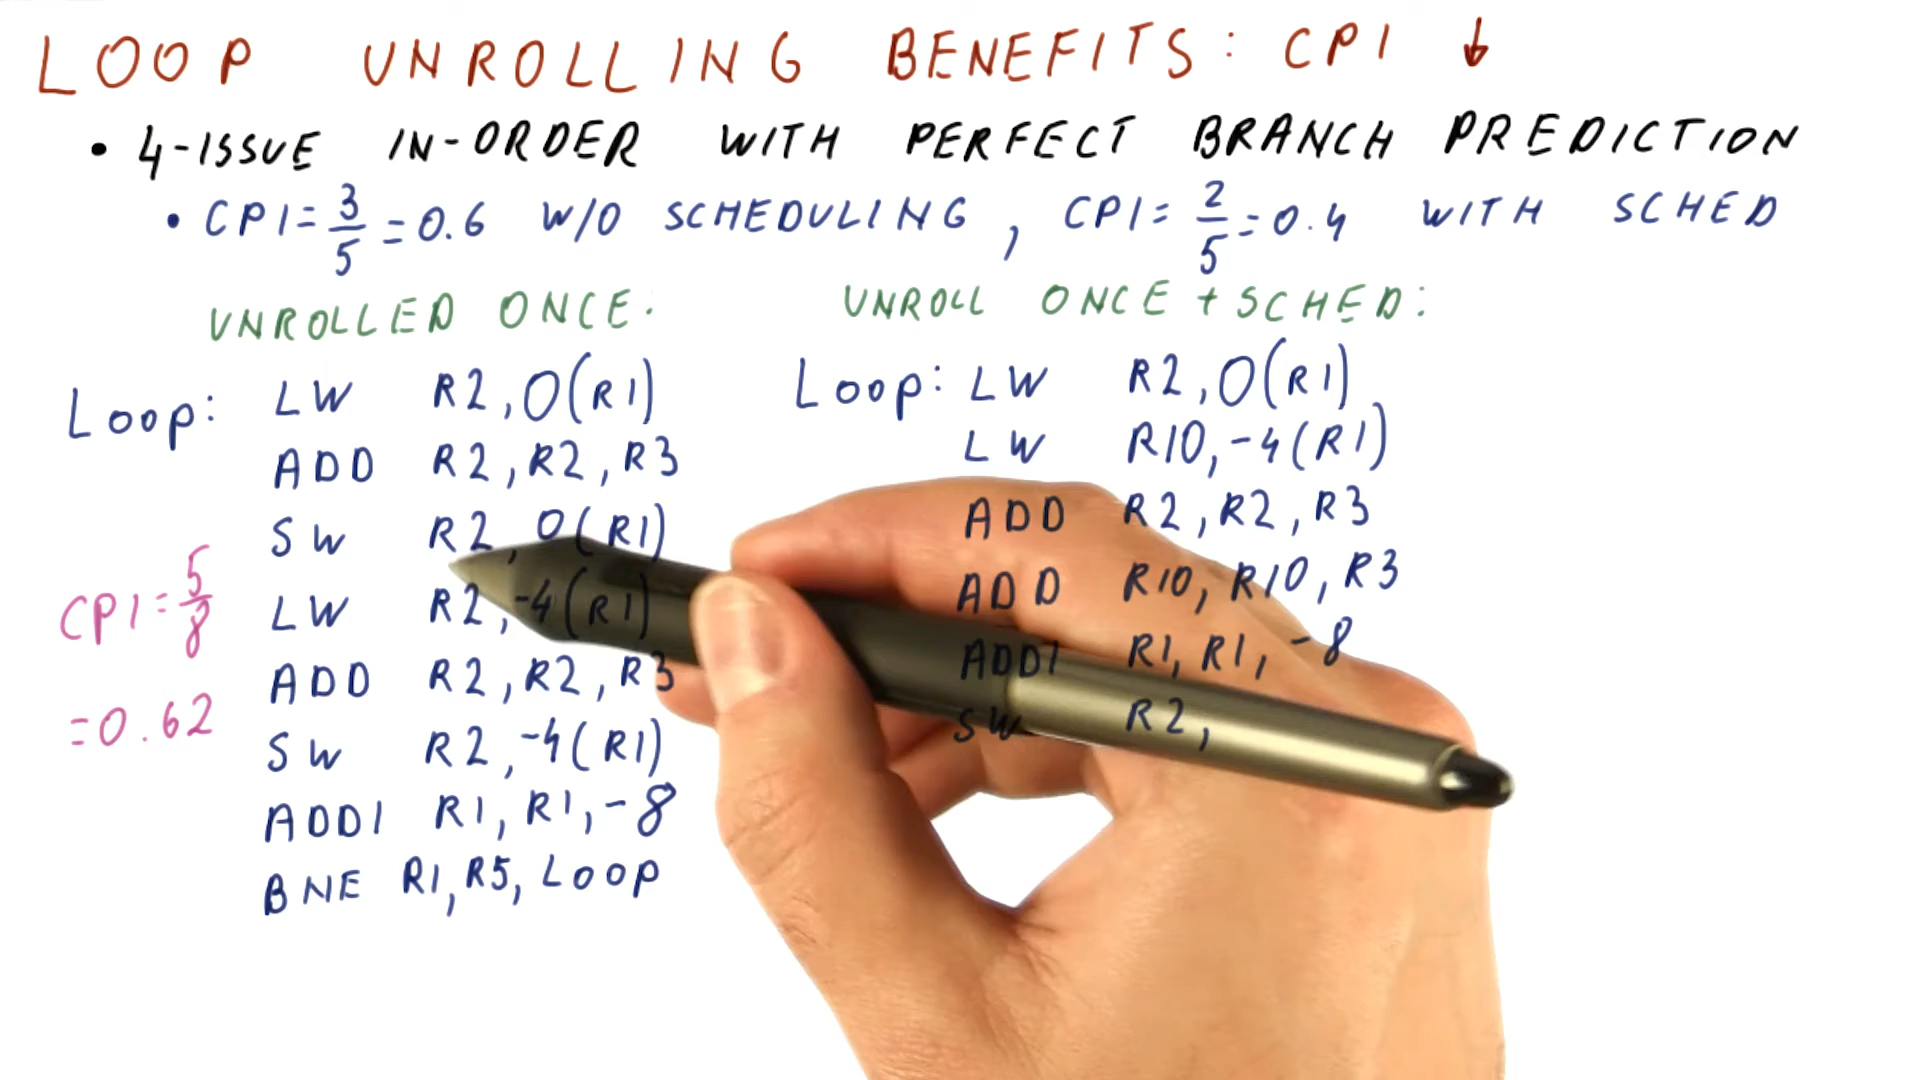 LOOP UNROLLING BENEFITS: CPI ↓
• 4-ISSUE IN-ORDER WITH PERFECT BRANCH PREDICTION
• CPI = 3/5 = 0.6 W/O SCHEDULING, CPI = 2/5 = 0.4 WITH SCHED
UNROLLED ONCE:
Loop: LW R2, 0(R1)
ADD R2, R2, R3
SW R2, 0(R1)
LW R2, -4(R1)
ADD R2, R2, R3
SW R2, -4(R1)
ADDI R1, R1, -8
BNE R1, R5, LOOP
CPI = 5/8
= 0.62
UNROLL ONCE + SCHED:
Loop: LW R2, 0(R1)
LW R10, -4(R1)
ADD R2, R2, R3
ADD R10, R10, R3
ADDI R1, R1, -8
SW R2,